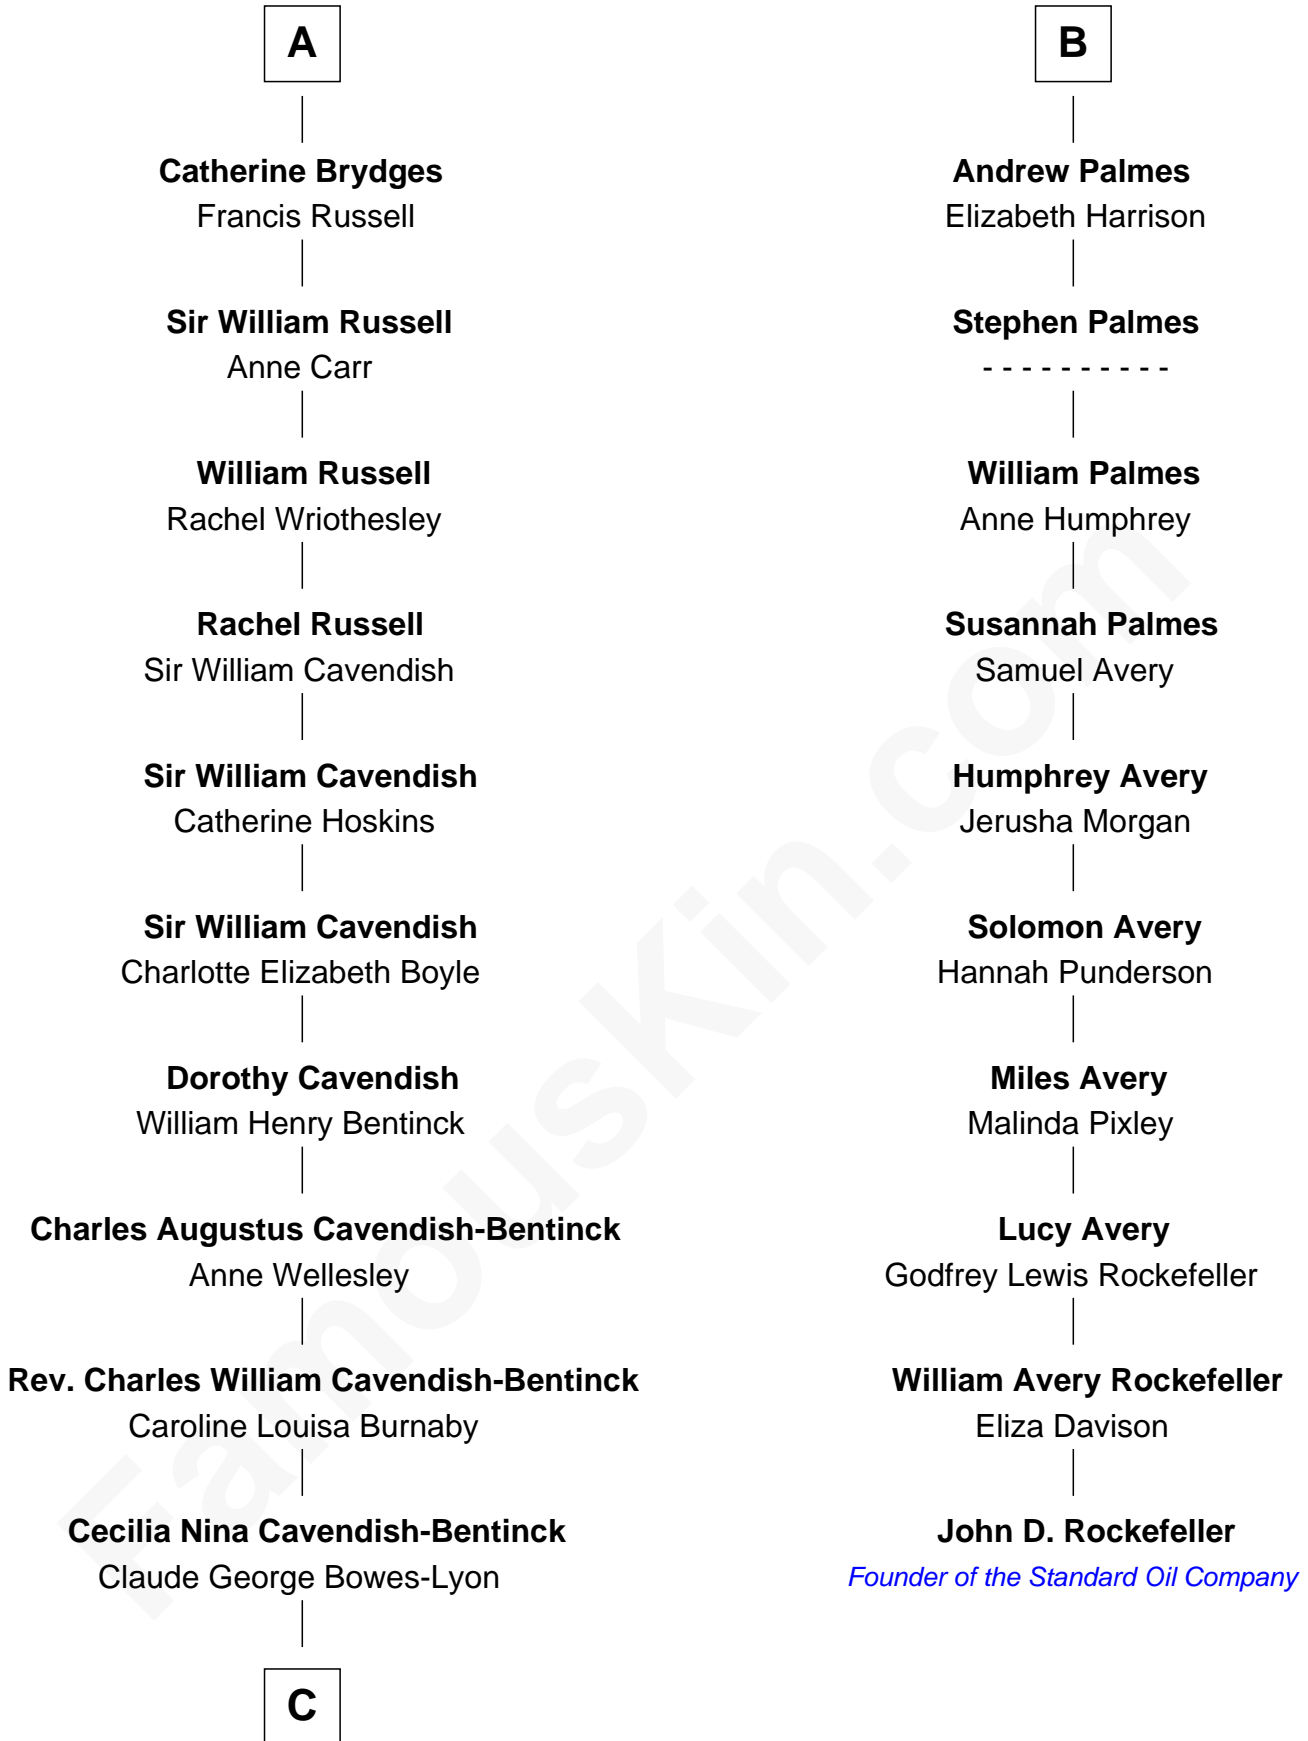 A
Catherine Brydges
Francis Russell
Sir William Russell
Anne Carr
William Russell
Rachel Wriothesley
Rachel Russell
Sir William Cavendish
Sir William Cavendish
Catherine Hoskins
Sir William Cavendish
Charlotte Elizabeth Boyle
Dorothy Cavendish
William Henry Bentinck
Charles Augustus Cavendish-Bentinck
Anne Wellesley
Rev. Charles William Cavendish-Bentinck
Caroline Louisa Burnaby
Cecilia Nina Cavendish-Bentinck
Claude George Bowes-Lyon
C
B
Andrew Palmes
Elizabeth Harrison
Stephen Palmes
- - - - - - - - - -
William Palmes
Anne Humphrey
Susannah Palmes
Samuel Avery
Humphrey Avery
Jerusha Morgan
Solomon Avery
Hannah Punderson
Miles Avery
Malinda Pixley
Lucy Avery
Godfrey Lewis Rockefeller
William Avery Rockefeller
Eliza Davison
John D. Rockefeller
Founder of the Standard Oil Company
FamousKin.com